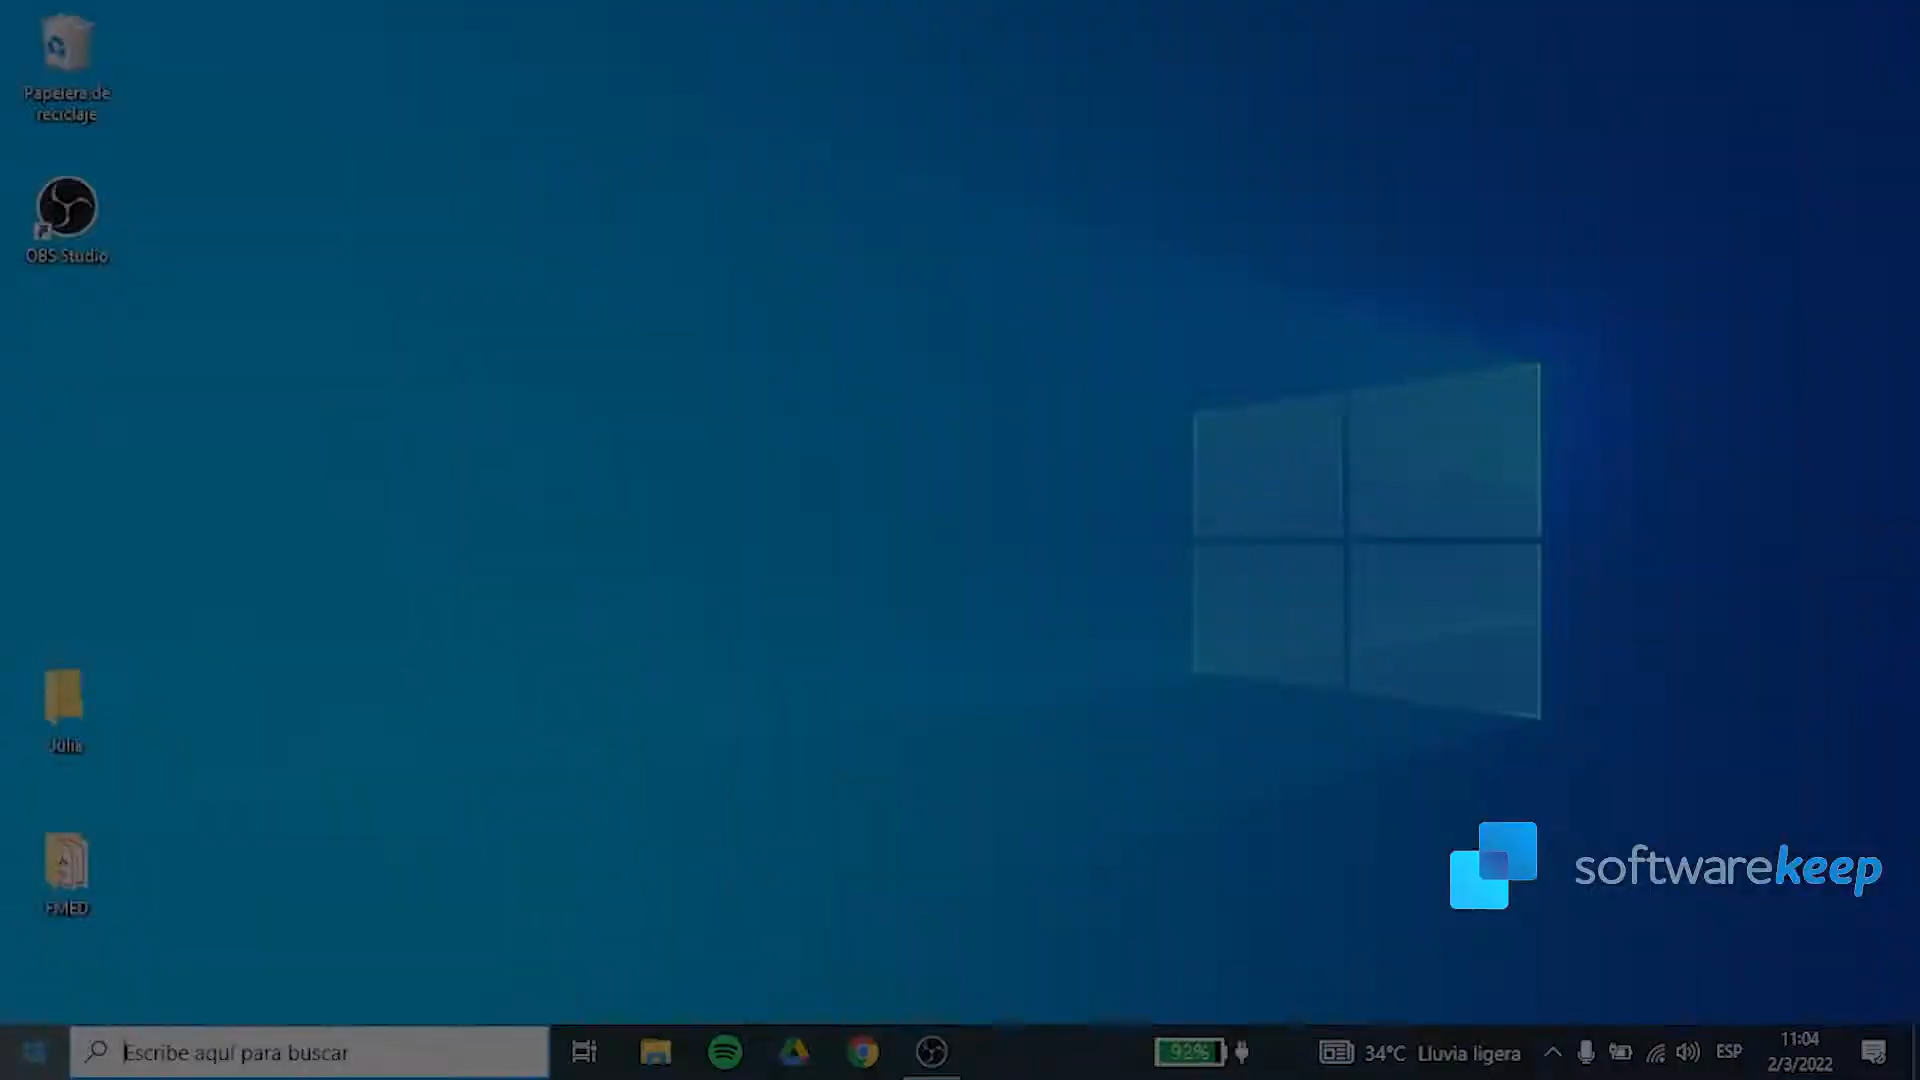 Papelera de
reciclaje
OBS Studio
Julia
FMED
softwarekeep
Escribe aquí para buscar
92%
34°C Lluvia ligera
ESP
11:04
2/3/2022